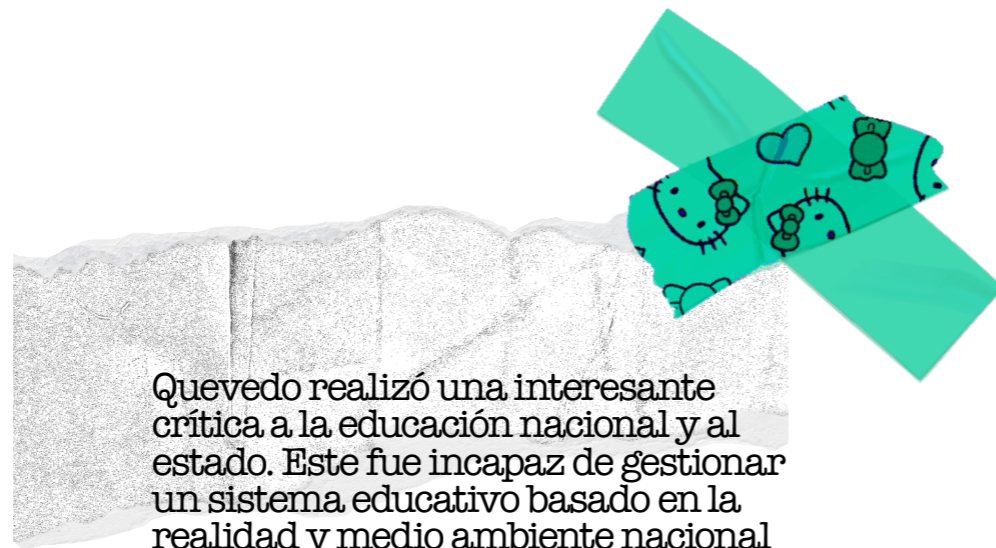 Quevedo realizó una interesante
crítica a la educación nacional y al
estado. Este fue incapaz de gestionar
un sistema educativo basado en la
realidad y medio ambiente nacional